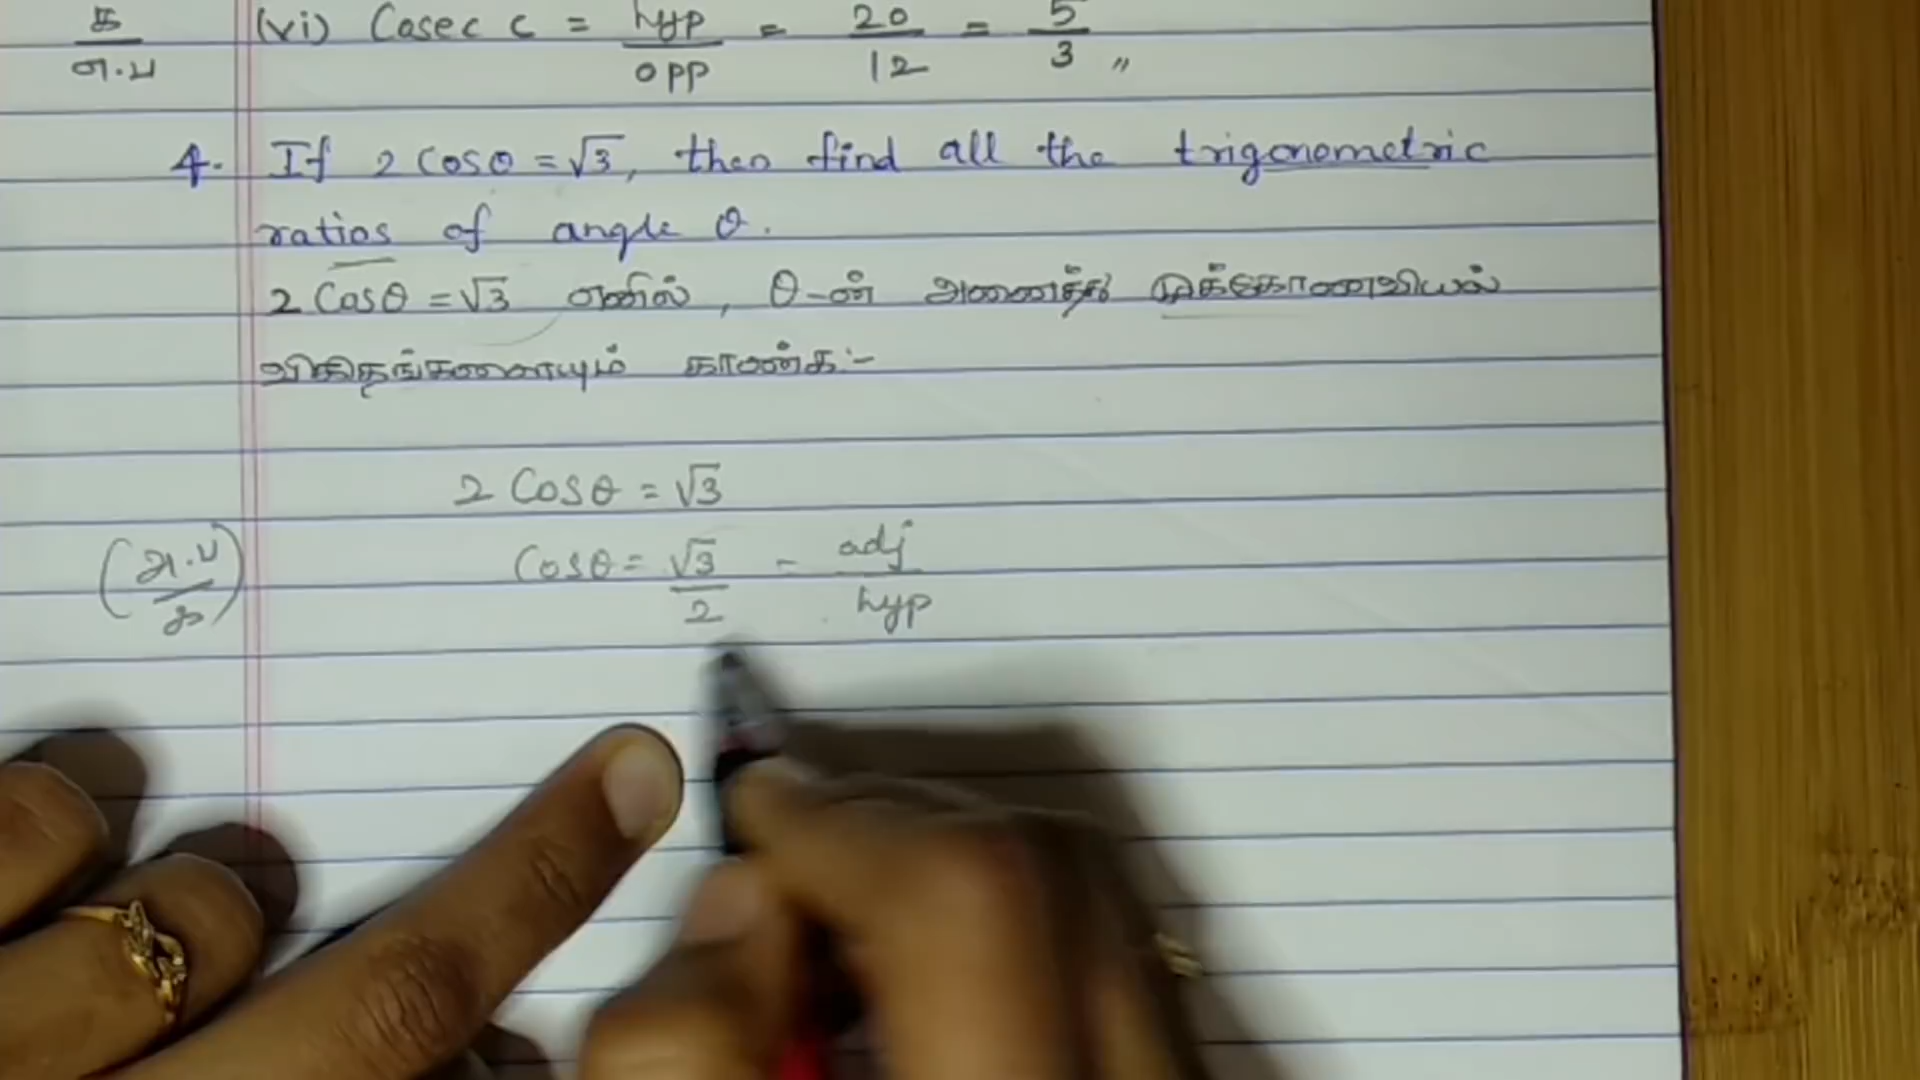 க/எ.ப (vi) Cosec C = hyp/opp = 20/12 = 5/3 ,,
4. If 2 Cosθ = √3, then find all the trigonometric
ratios of angle θ.
2 Cosθ = √3 எனில், θ-ன் அனைத்து முக்கோணவியல்
விகிதங்களையும் காண்க:-
2 Cosθ = √3
(அ.ப/க) Cosθ = √3/2 = adj/hyp